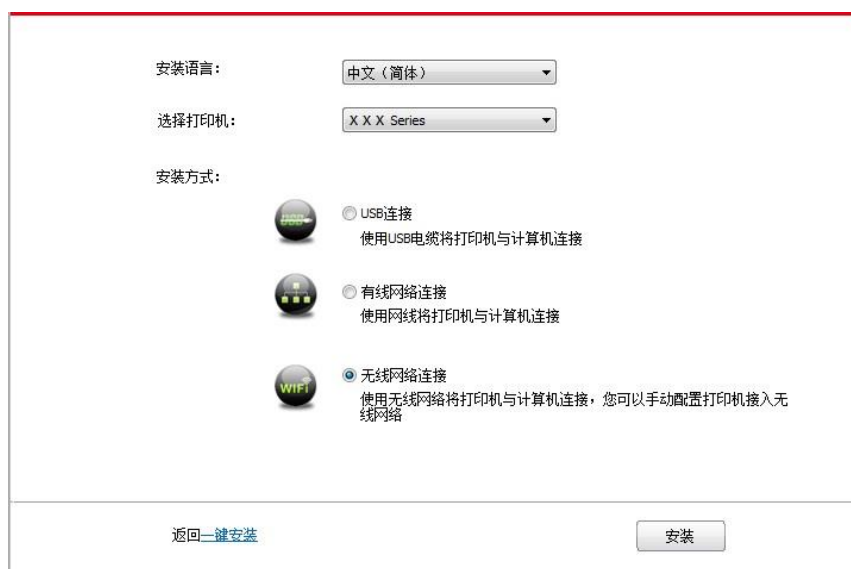 安装语言：
中文（简体）
选择打印机：
X X X Series
安装方式：
USB
USB连接
使用USB电缆将打印机与计算机连接
有线网络连接
使用网线将打印机与计算机连接
WiFi
无线网络连接
使用无线网络将打印机与计算机连接，您可以手动配置打印机接入无
线网络
返回一键安装
安装